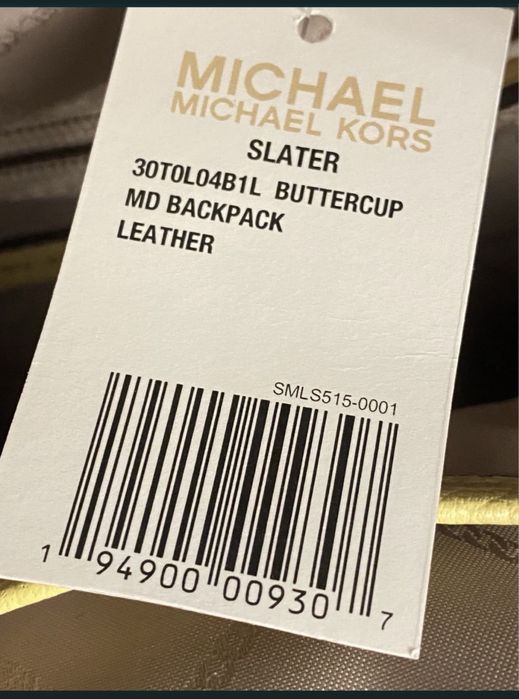 MICHAEL
MICHAEL KORS
SLATER
30T0L04B1L BUTTERCUP
MD BACKPACK
LEATHER
SMLS515-0001
1 94900 00930 7